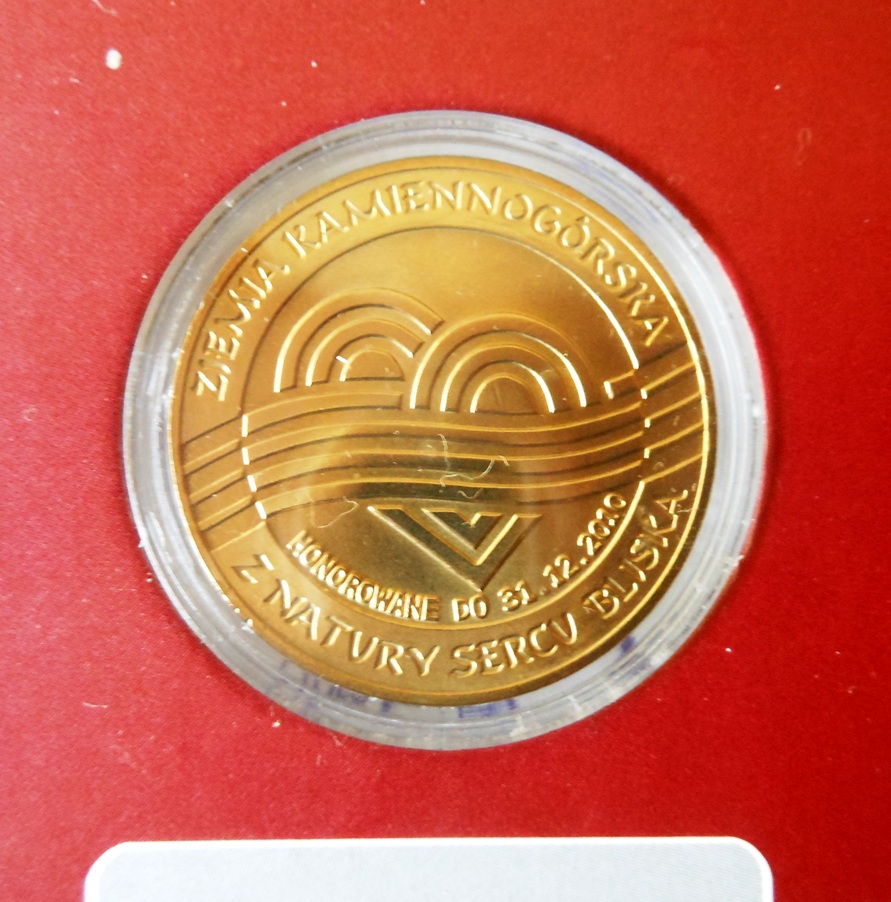 ZIEMIA KAMIENNOGÓRSKA
HONOROWANE DO 31.12.2010
Z NATURY SERCU BLISKA